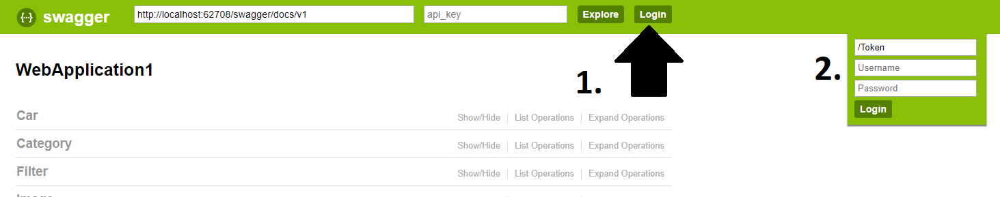 {···} swagger http://localhost:62708/swagger/docs/v1 api_key Explore Login
/Token
Username
Password
Login
1.
2.
WebApplication1
Car Show/Hide List Operations Expand Operations
Category Show/Hide List Operations Expand Operations
Filter Show/Hide List Operations Expand Operations